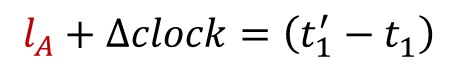 l_A + Δclock = (t′_1 − t_1)